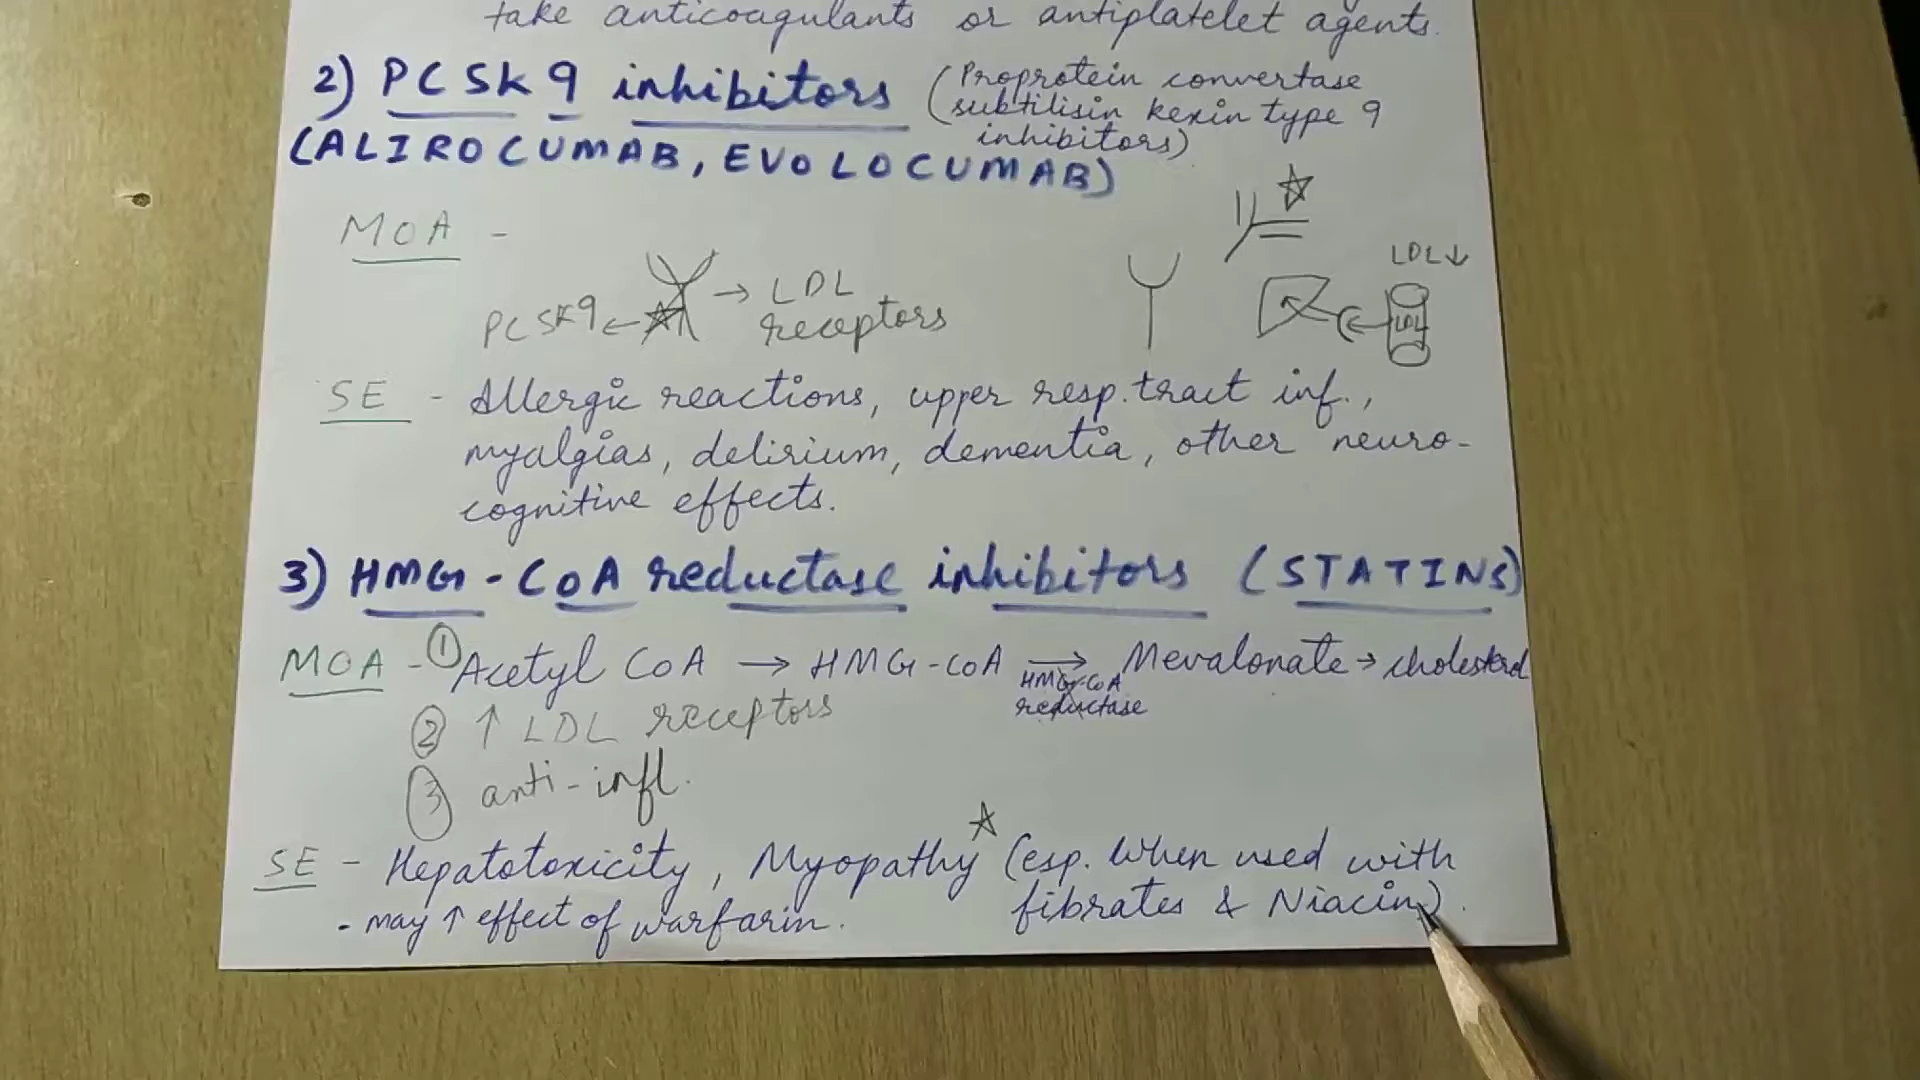 take anticoagulants or antiplatelet agents.
2) PCSK9 inhibitors (Proprotein convertase
subtilisin kexin type 9
inhibitors)
(ALIROCUMAB, EVOLOCUMAB)
MOA -
LDL↓
PCSK9 ← → LDL
receptors
LDL
SE - Allergic reactions, upper resp. tract inf.,
myalgias, delirium, dementia, other neuro-
cognitive effects.
3) HMG-CoA reductase inhibitors (STATINS)
MOA - ① Acetyl CoA → HMG-CoA → Mevalonate → cholesterol
HMG-CoA
reductase
② ↑ LDL receptors
③ anti-infl.
SE - Hepatotoxicity, Myopathy (esp. When used with
fibrates & Niacin).
- may ↑ effect of warfarin.